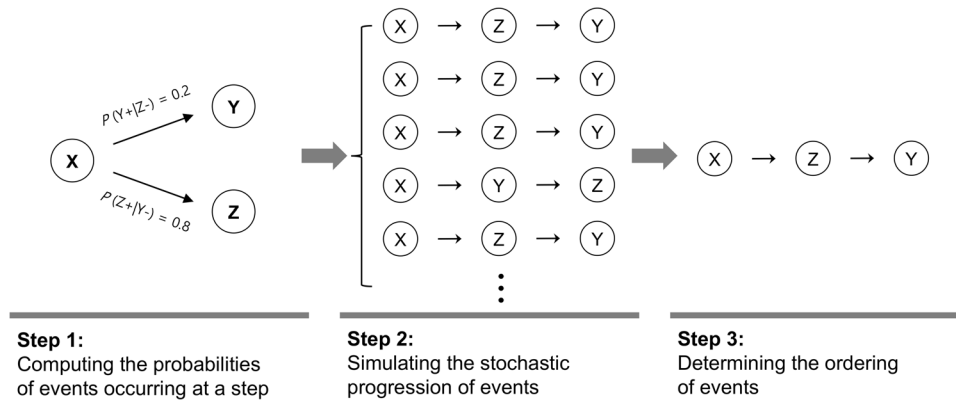 X
P(Y+|Z-) = 0.2
Y
P(Z+|Y-) = 0.8
Z
X → Z → Y
X → Z → Y
X → Z → Y
X → Y → Z
X → Z → Y
X → Z → Y
Step 1:
Computing the probabilities
of events occurring at a step
Step 2:
Simulating the stochastic
progression of events
Step 3:
Determining the ordering
of events